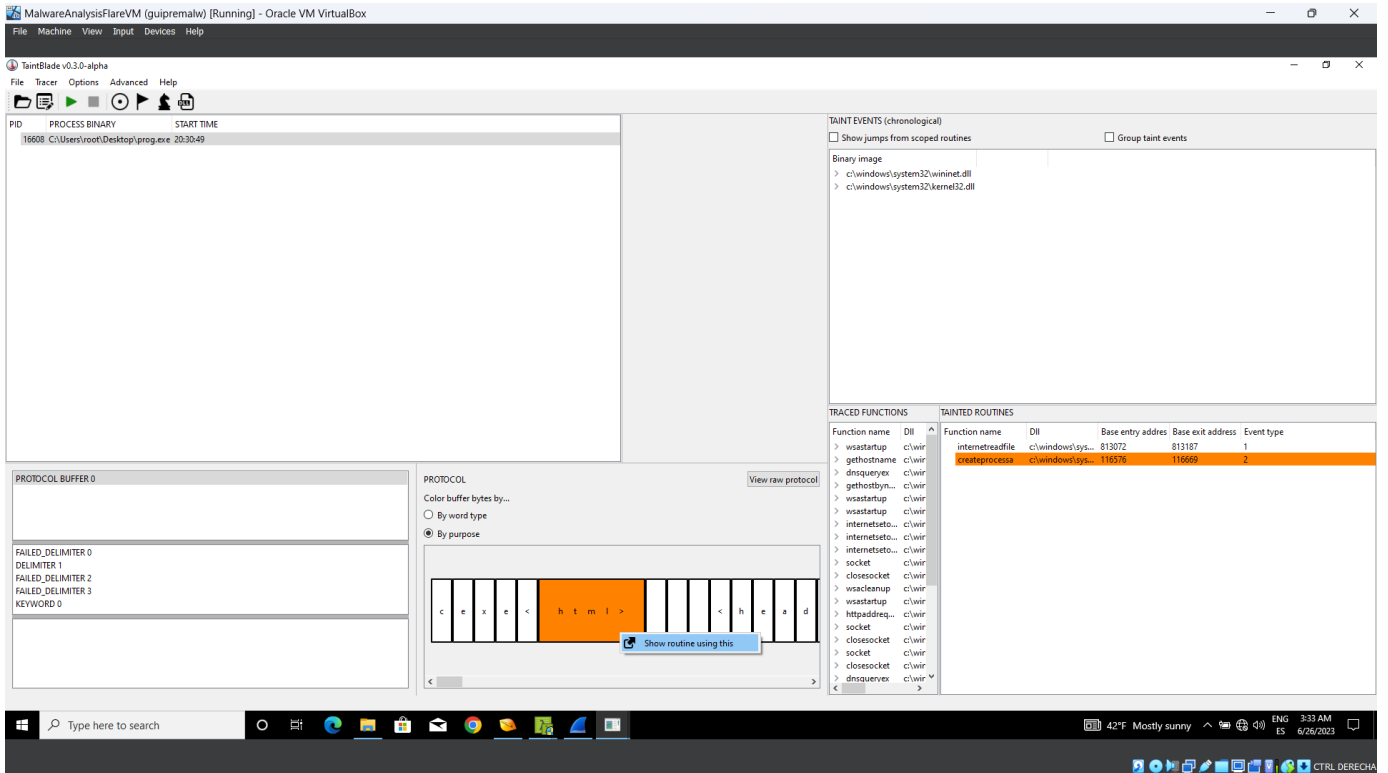 MalwareAnalysisFlareVM (guipremalw) [Running] - Oracle VM VirtualBox
File Machine View Input Devices Help
TaintBlade v0.3.0-alpha
File Tracer Options Advanced Help
DLL
PID PROCESS BINARY START TIME
16608 C:\Users\root\Desktop\prog.exe 20:30:49
TAINT EVENTS (chronological)
Show jumps from scoped routines Group taint events
Binary image
c:\windows\system32\wininet.dll
c:\windows\system32\kernel32.dll
TRACED FUNCTIONS
Function name Dll
wsastartup c:\wir
gethostname c:\wir
dnsqueryex c:\wir
gethostbyn... c:\wir
wsastartup c:\wir
wsastartup c:\wir
internetseto... c:\wir
internetseto... c:\wir
internetseto... c:\wir
socket c:\wir
closesocket c:\wir
wsacleanup c:\wir
wsastartup c:\wir
httpaddreq... c:\wir
socket c:\wir
closesocket c:\wir
socket c:\wir
closesocket c:\wir
dnsqueryex c:\wir
TAINTED ROUTINES
Function name Dll Base entry addres Base exit address Event type
internetreadfile c:\windows\sys... 813072 813187 1
createprocessa c:\windows\sys... 116576 116669 2
PROTOCOL BUFFER 0
FAILED_DELIMITER 0
DELIMITER 1
FAILED_DELIMITER 2
FAILED_DELIMITER 3
KEYWORD 0
PROTOCOL View raw protocol
Color buffer bytes by...
By word type
By purpose
c e x e < h t m l > < h e a d
Show routine using this
Type here to search
42°F Mostly sunny ENG 3:33 AM
ES 6/26/2023
CTRL DERECHA